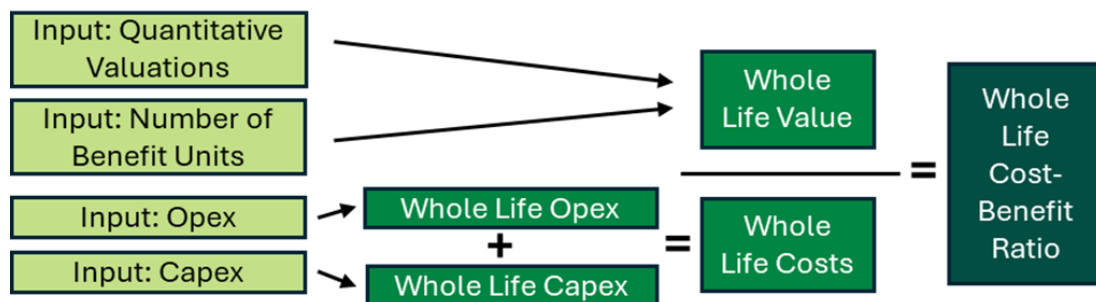 Input: Quantitative
Valuations
Input: Number of
Benefit Units
Input: Opex
Input: Capex
Whole Life Opex
+
Whole Life Capex
=
Whole
Life Value
Whole
Life Costs
=
Whole
Life
Cost-
Benefit
Ratio